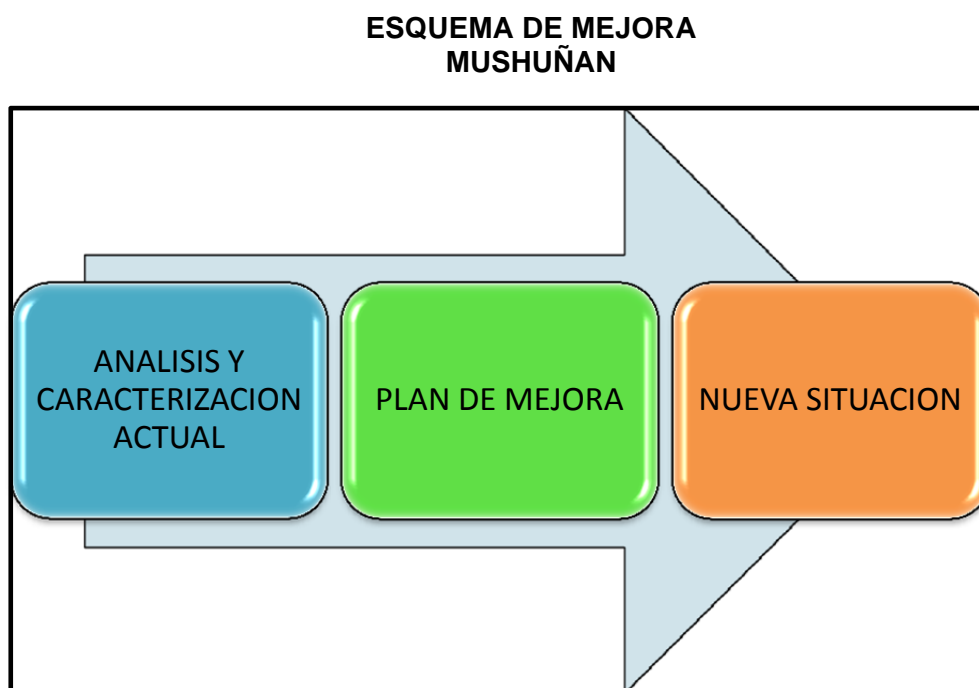 ESQUEMA DE MEJORA
MUSHUÑAN
ANALISIS Y
CARACTERIZACION
ACTUAL
PLAN DE MEJORA
NUEVA SITUACION